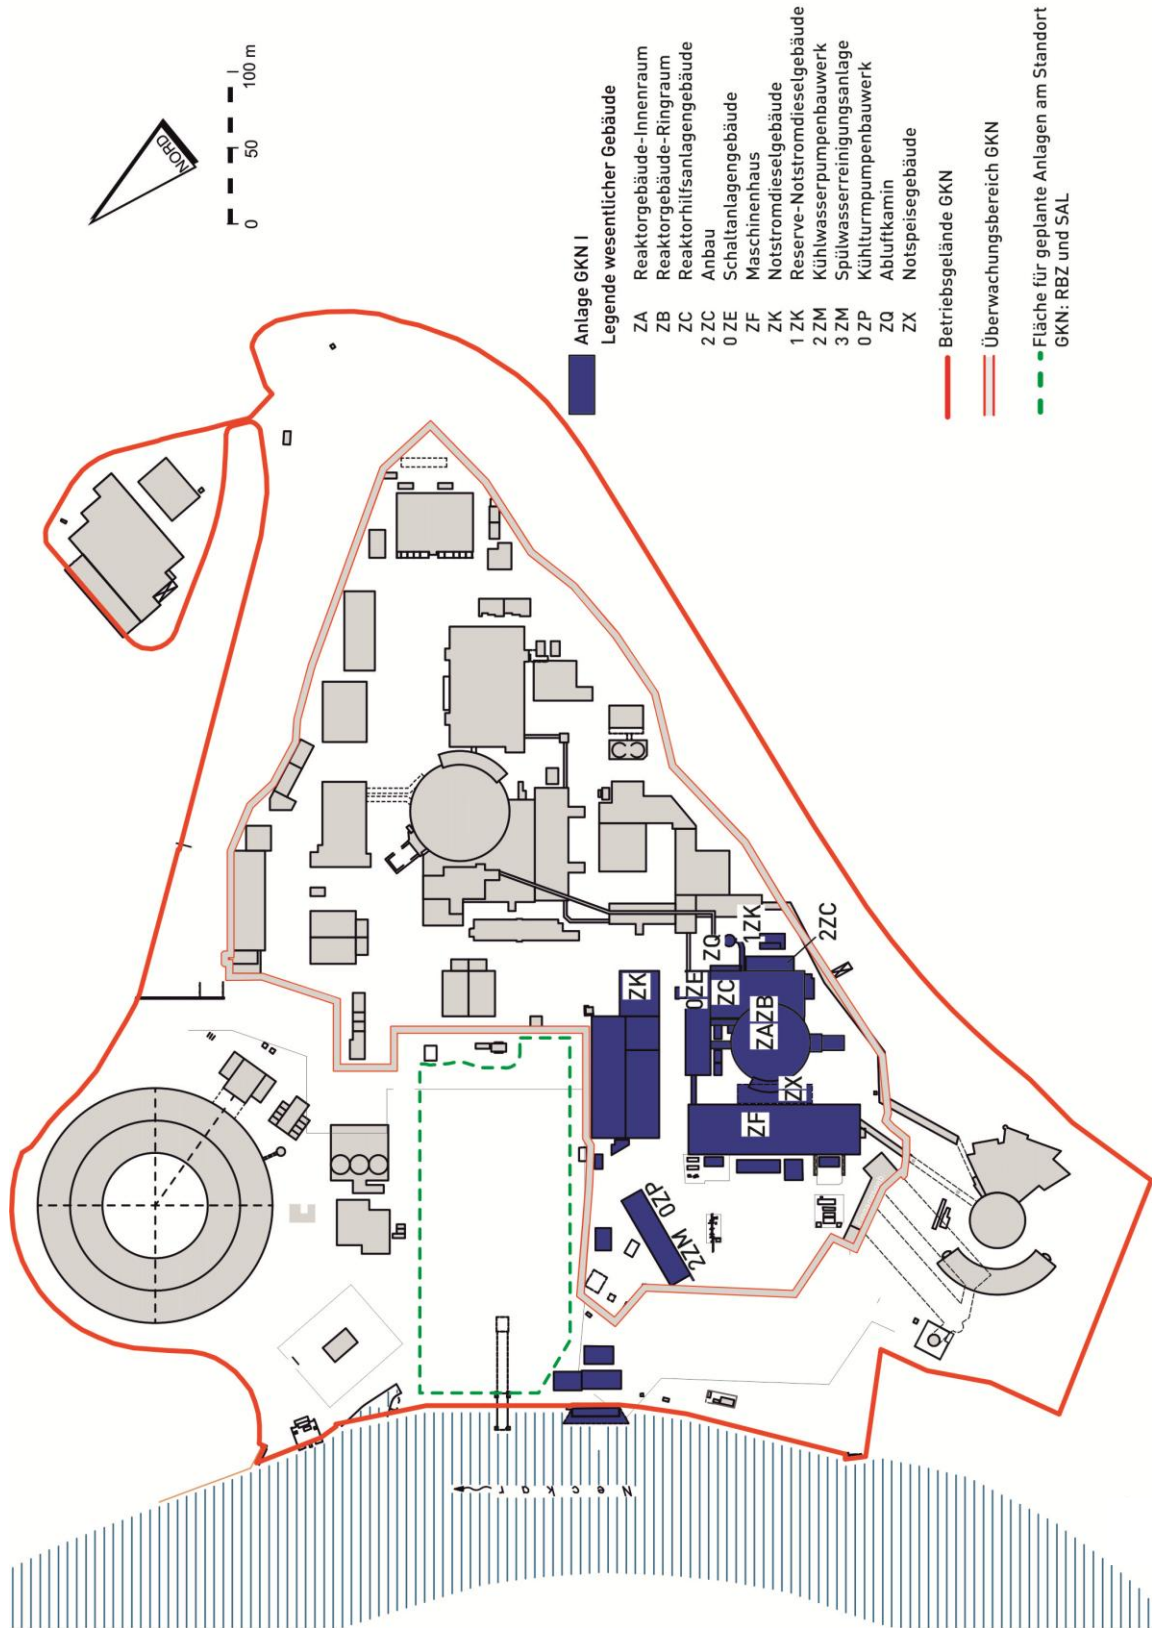 NORD
0 50 100 m
Anlage GKN I
Legende wesentlicher Gebäude
ZA Reaktorgebäude-Innenraum
ZB Reaktorgebäude-Ringraum
ZC Reaktorhilfsanlagengebäude
2 ZC Anbau
0 ZE Schaltanlagengebäude
ZF Maschinenhaus
ZK Notstromdieselgebäude
1 ZK Reserve-Notstromdieselgebäude
2 ZM Kühlwasserpumpenbauwerk
3 ZM Spülwasserreinigungsanlage
0 ZP Kühlturmpumpenbauwerk
ZQ Abluftkamin
ZX Notspeisegebäude
Betriebsgelände GKN
Überwachungsbereich GKN
Fläche für geplante Anlagen am Standort
GKN: RBZ und SAL
ZK
0ZE
ZQ
1ZK
ZC
2ZC
ZAZB
ZX
ZF
2ZM 0ZP
Neckar